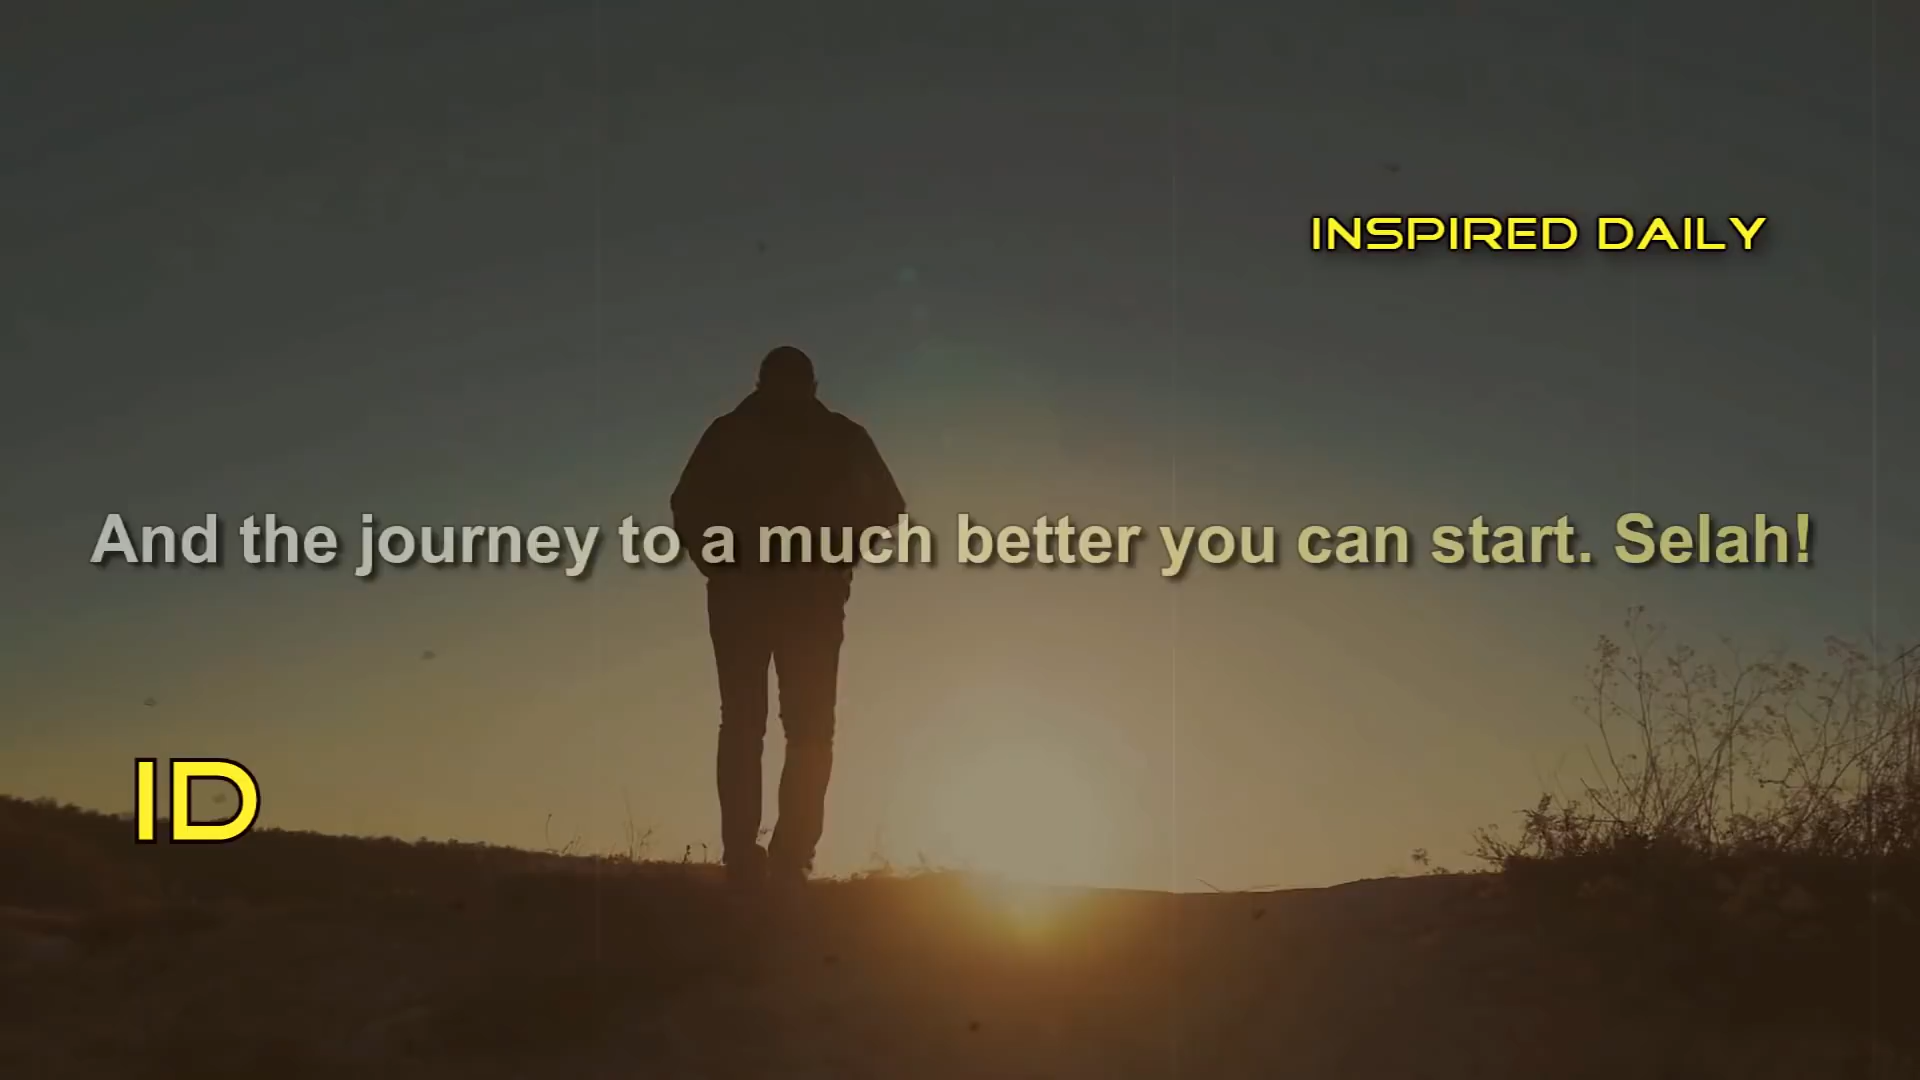 INSPIRED DAILY
And the journey to a much better you can start. Selah!
ID